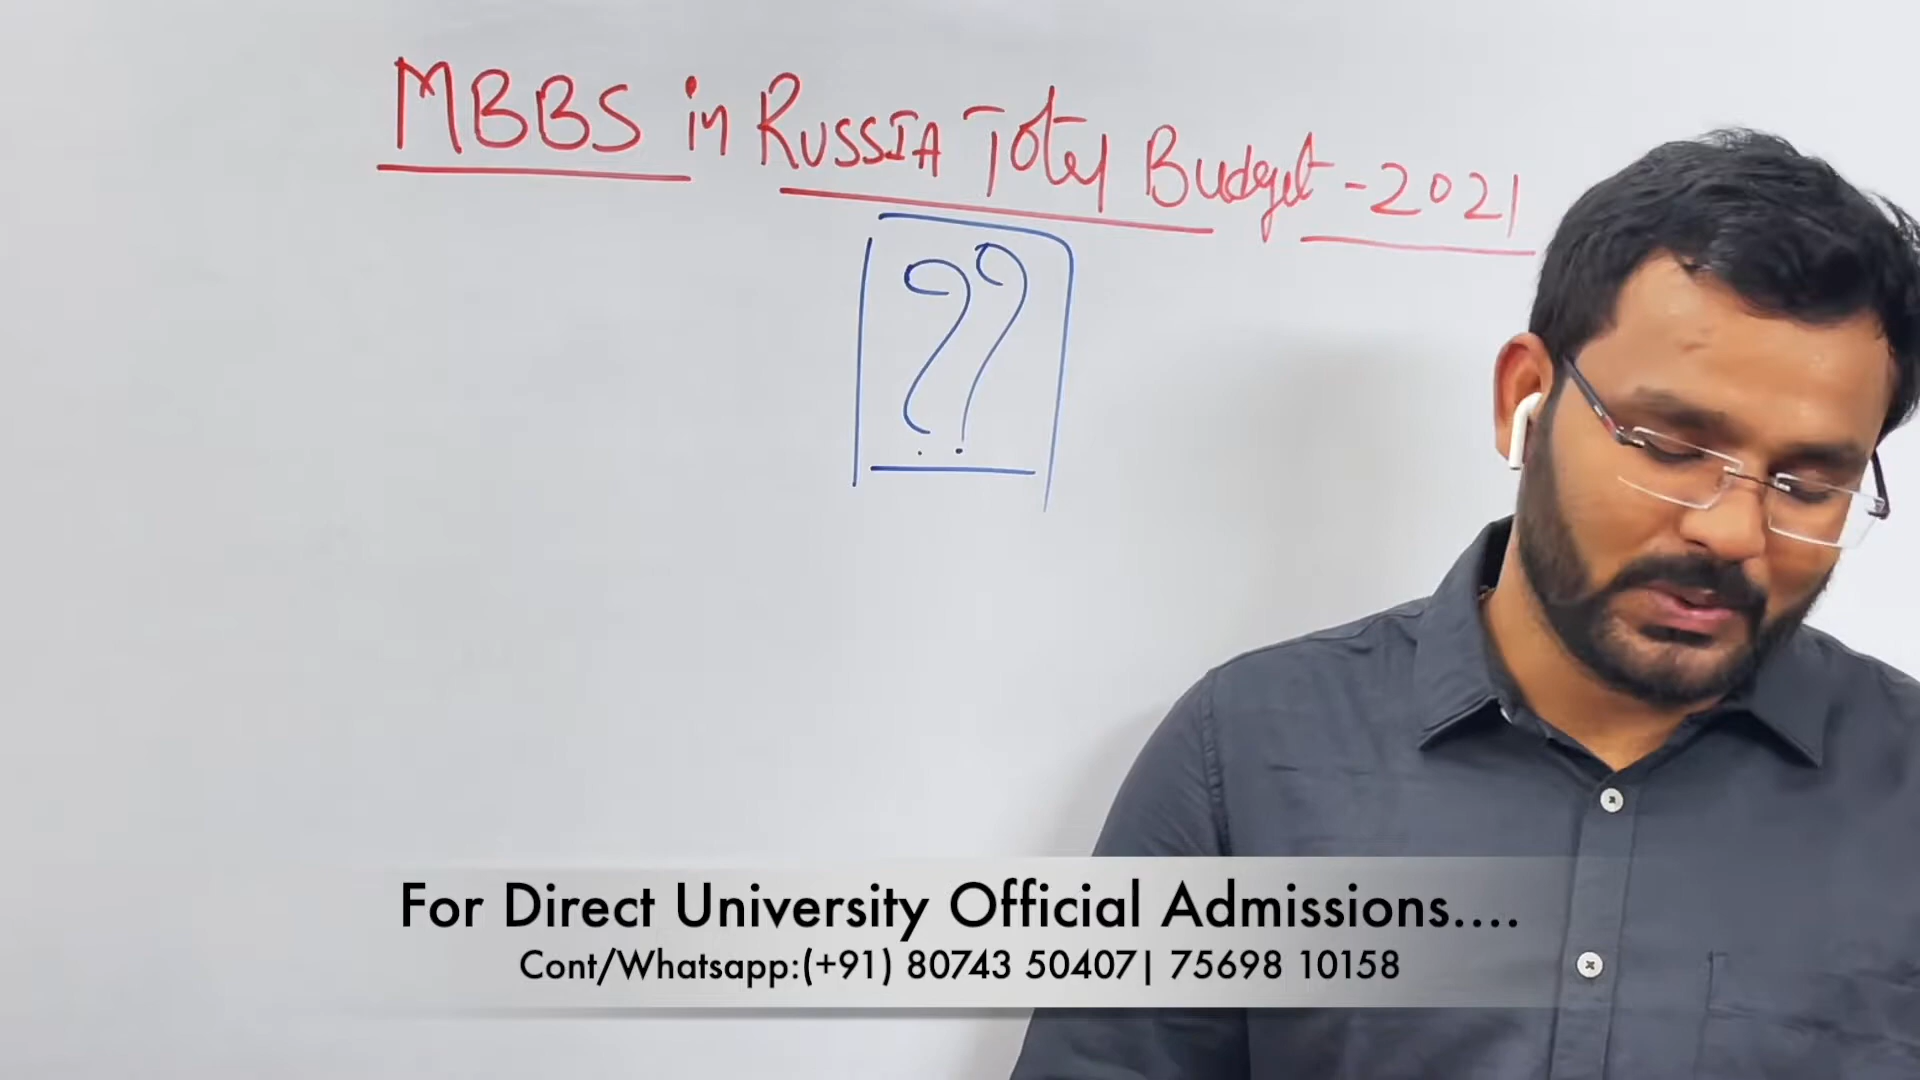 MBBS in RUSSIA Total Budget - 2021
??
For Direct University Official Admissions....
Cont/Whatsapp:(+91) 80743 50407| 75698 10158